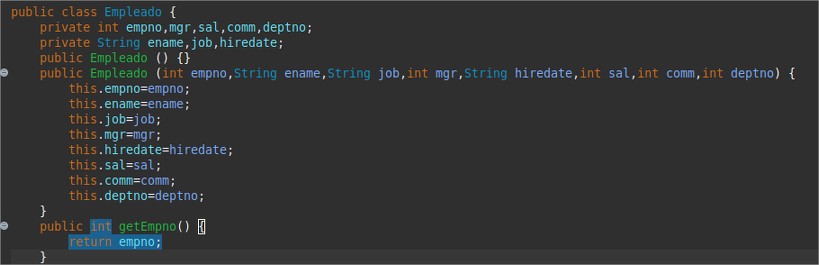 public class Empleado {
    private int empno,mgr,sal,comm,deptno;
    private String ename,job,hiredate;
    public Empleado () {}
    public Empleado (int empno,String ename,String job,int mgr,String hiredate,int sal,int comm,int deptno) {
        this.empno=empno;
        this.ename=ename;
        this.job=job;
        this.mgr=mgr;
        this.hiredate=hiredate;
        this.sal=sal;
        this.comm=comm;
        this.deptno=deptno;
    }
    public int getEmpno() {
        return empno;
    }